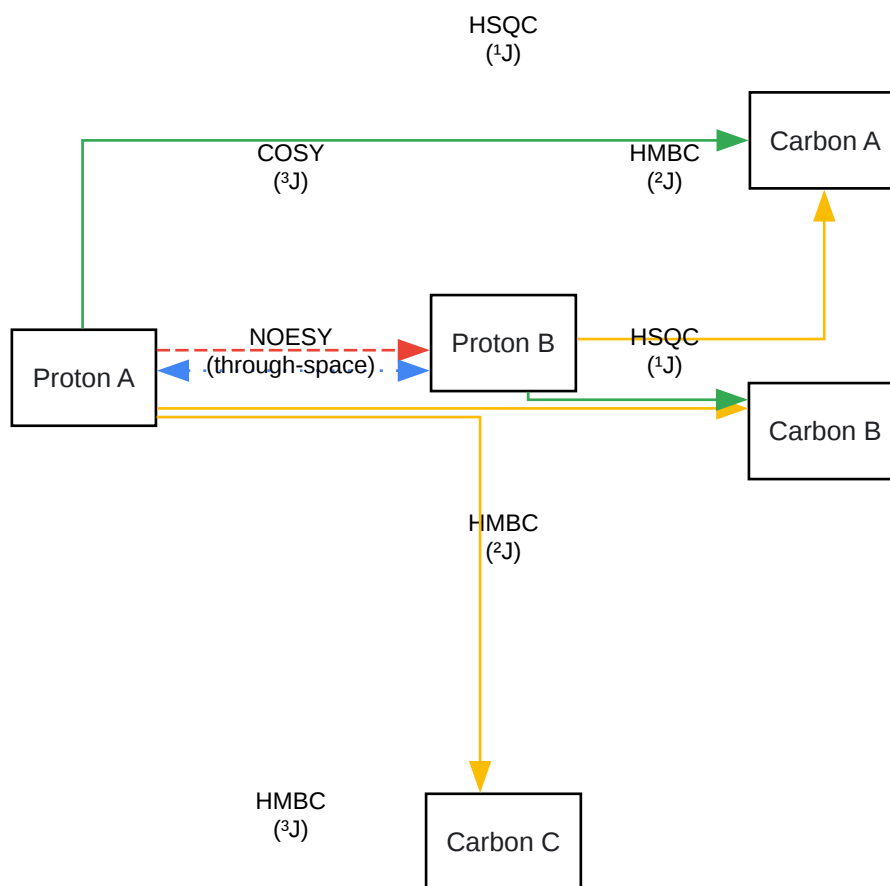 HSQC
(¹J)
Carbon A
COSY
(³J)
HMBC
(²J)
Proton A
NOESY
(through-space)
Proton B
HSQC
(¹J)
Carbon B
HMBC
(²J)
HMBC
(³J)
Carbon C